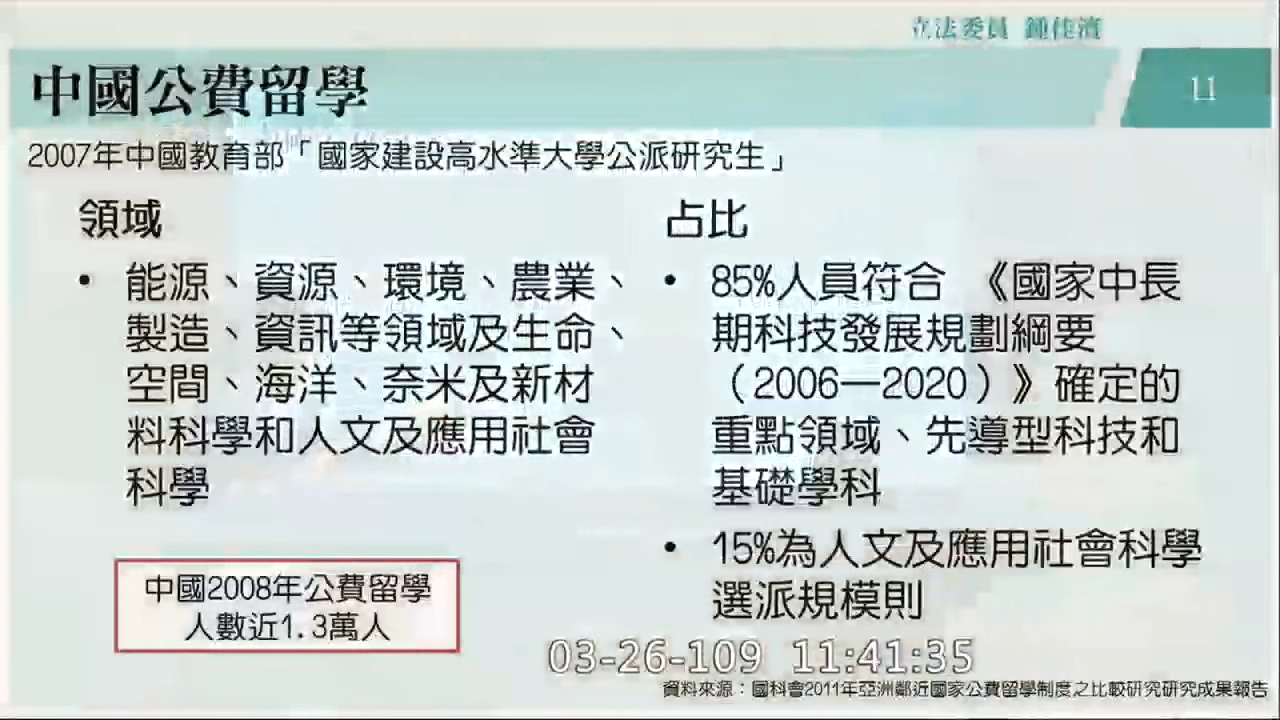 立法委員 鍾佳濱
中國公費留學
11
2007年中國教育部「國家建設高水準大學公派研究生」
領域
• 能源、資源、環境、農業、
製造、資訊等領域及生命、
空間、海洋、奈米及新材
料科學和人文及應用社會
科學
中國2008年公費留學
人數近1.3萬人
占比
• 85%人員符合 《國家中長
期科技發展規劃綱要
（2006—2020）》確定的
重點領域、先導型科技和
基礎學科
• 15%為人文及應用社會科學
選派規模則
03-26-109 11:41:35
資料來源：國科會2011年亞洲鄰近國家公費留學制度之比較研究研究成果報告